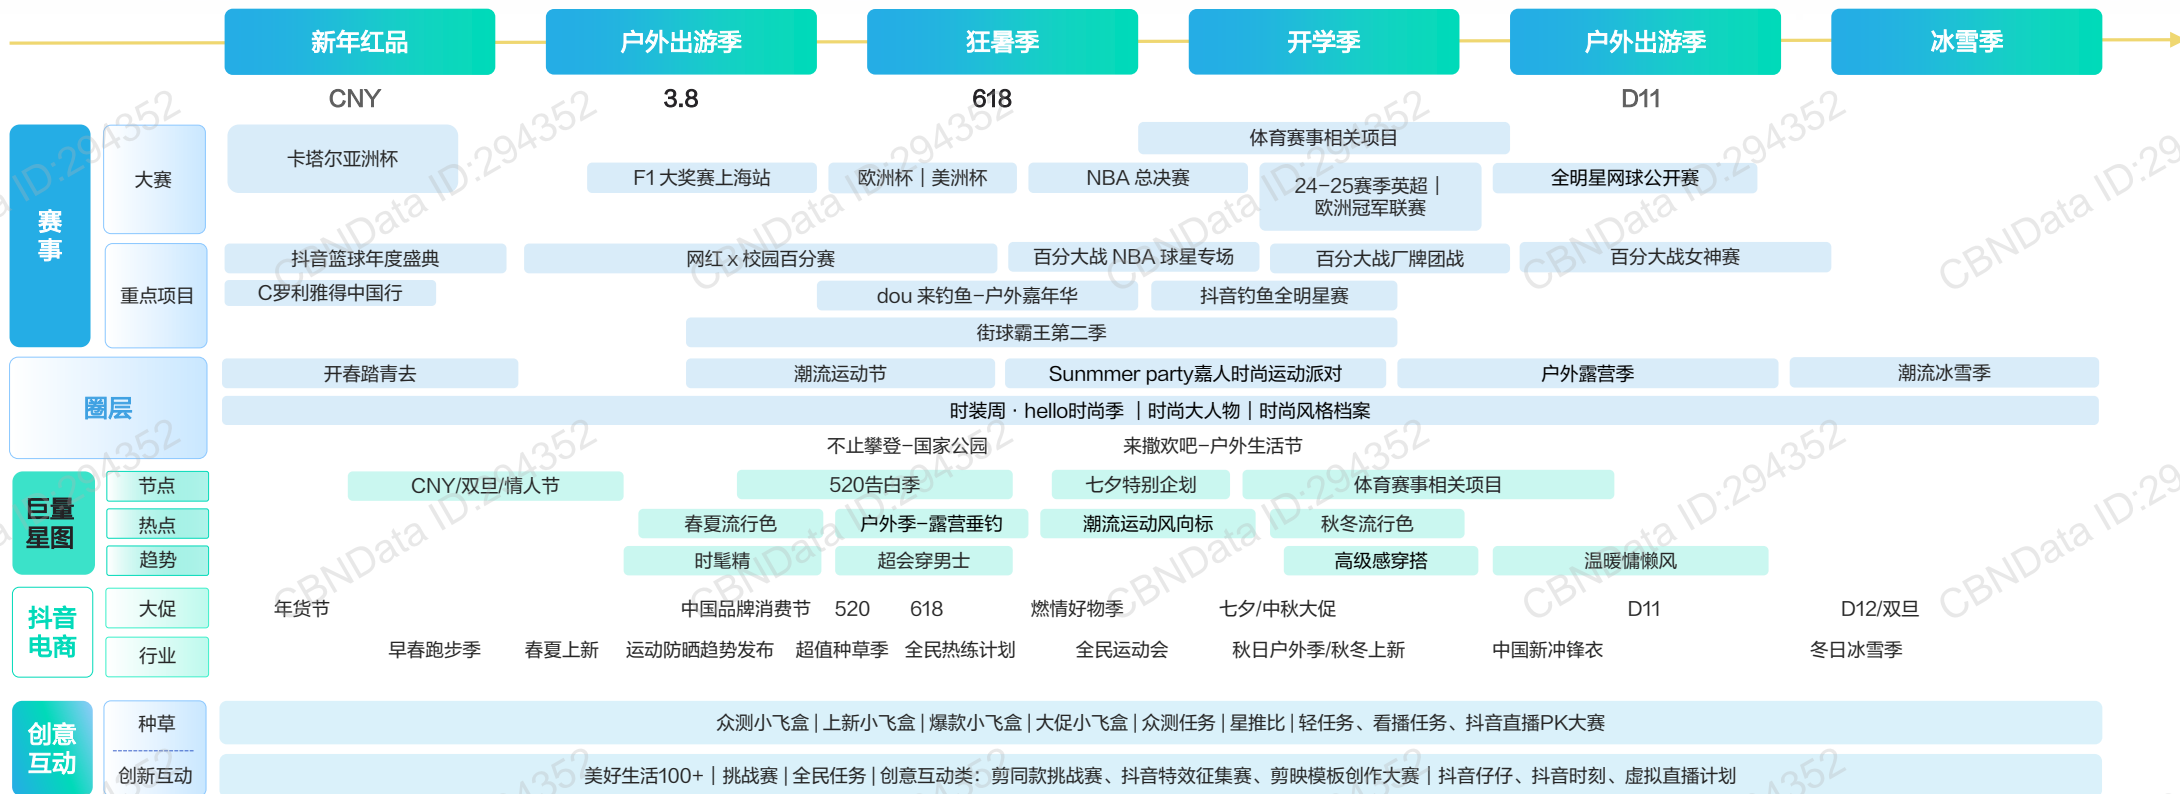 新年红品
户外出游季
狂暑季
开学季
户外出游季
冰雪季
CNY
3.8
618
D11
赛事
大赛
卡塔尔亚洲杯
体育赛事相关项目
F1 大奖赛上海站
欧洲杯｜美洲杯
NBA 总决赛
24-25赛季英超｜
欧洲冠军联赛
全明星网球公开赛
重点项目
抖音篮球年度盛典
网红 x 校园百分赛
百分大战 NBA 球星专场
百分大战厂牌团战
百分大战女神赛
C罗利雅得中国行
dou 来钓鱼-户外嘉年华
抖音钓鱼全明星赛
街球霸王第二季
圈层
开春踏青去
潮流运动节
Sunmmer party嘉人时尚运动派对
户外露营季
潮流冰雪季
时装周 · hello时尚季 ｜时尚大人物｜时尚风格档案
不止攀登-国家公园
来撒欢吧-户外生活节
巨量
星图
节点
CNY/双旦/情人节
520告白季
七夕特别企划
体育赛事相关项目
热点
春夏流行色
户外季-露营垂钓
潮流运动风向标
秋冬流行色
趋势
时髦精
超会穿男士
高级感穿搭
温暖慵懒风
抖音
电商
大促
年货节
中国品牌消费节
520
618
燃情好物季
七夕/中秋大促
D11
D12/双旦
行业
早春跑步季
春夏上新
运动防晒趋势发布
超值种草季
全民热练计划
全民运动会
秋日户外季/秋冬上新
中国新冲锋衣
冬日冰雪季
创意
互动
种草
众测小飞盒 | 上新小飞盒 | 爆款小飞盒 | 大促小飞盒 | 众测任务 | 星推比 | 轻任务、看播任务、抖音直播PK大赛
创新互动
美好生活100+｜挑战赛 | 全民任务 | 创意互动类：剪同款挑战赛、抖音特效征集赛、剪映模板创作大赛｜抖音仔仔、抖音时刻、虚拟直播计划
CBNData ID:294352